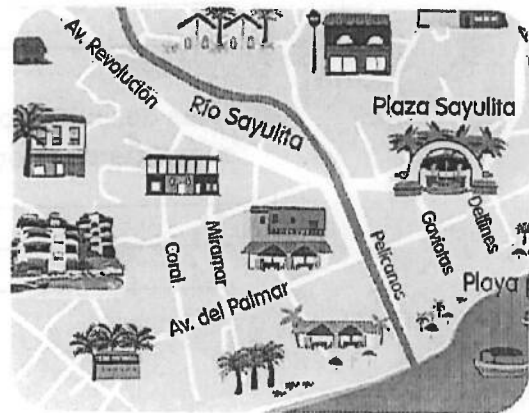 Av. Revolución
Río Sayulita
Plaza Sayulita
Coral
Miramar
Av. del Palmar
Pelícanos
Gaviotas
Delfines
Playa